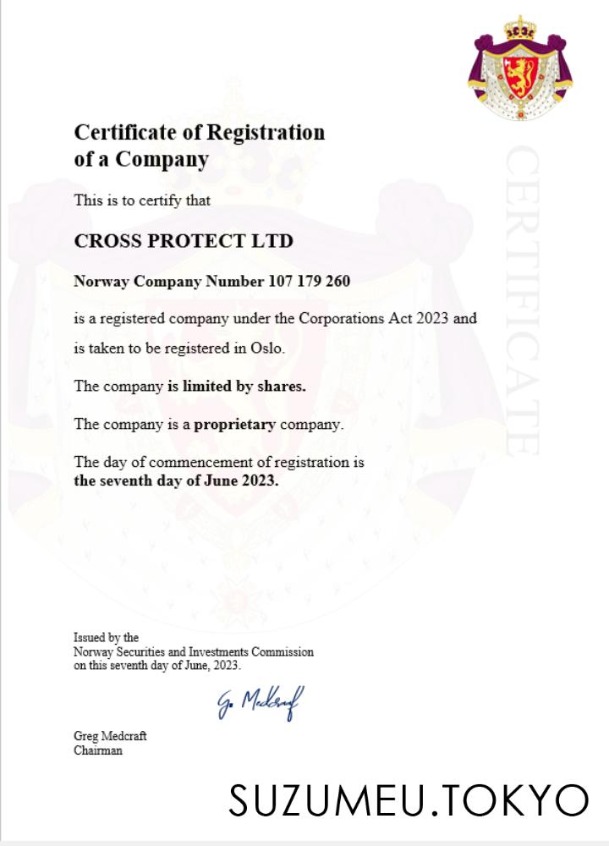 Certificate of Registration
of a Company
This is to certify that
CROSS PROTECT LTD
Norway Company Number 107 179 260
is a registered company under the Corporations Act 2023 and
is taken to be registered in Oslo.
The company is limited by shares.
The company is a proprietary company.
The day of commencement of registration is
the seventh day of June 2023.
CERTIFICATE
Issued by the
Norway Securities and Investments Commission
on this seventh day of June, 2023.
G. Medcraft
Greg Medcraft
Chairman
SUZUMEU.TOKYO